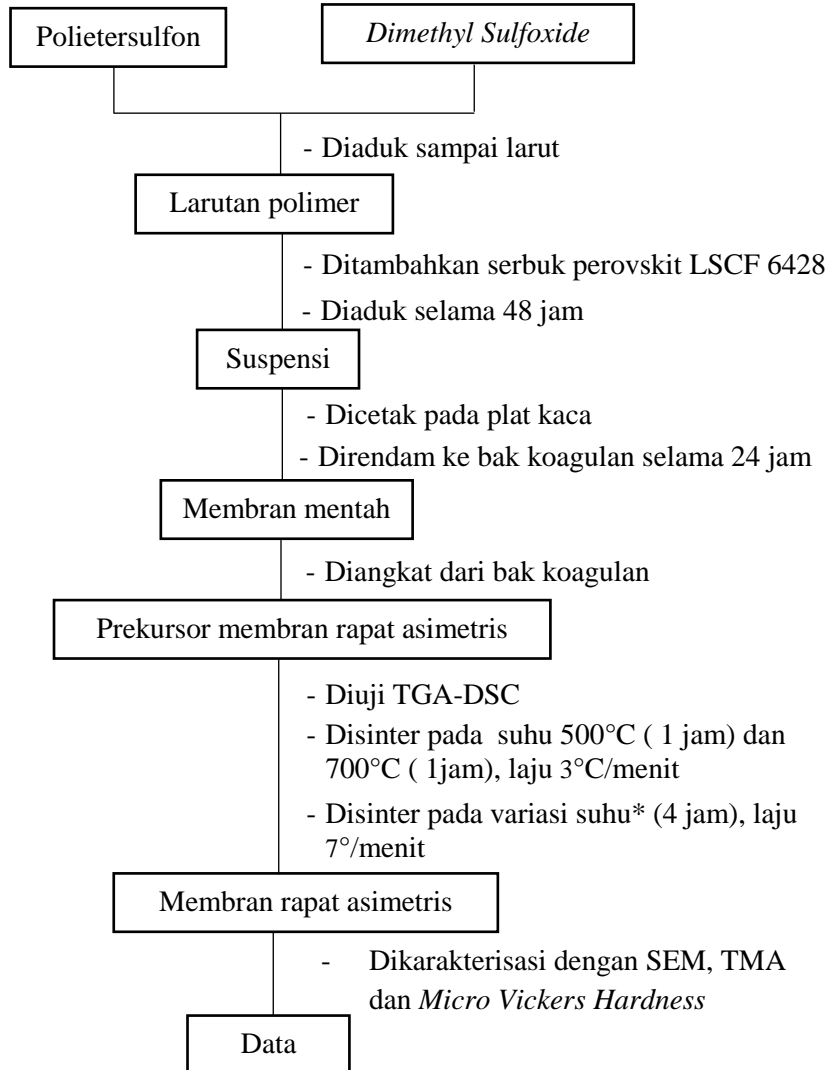 Polietersulfon
Dimethyl Sulfoxide
- Diaduk sampai larut
Larutan polimer
- Ditambahkan serbuk perovskit LSCF 6428
- Diaduk selama 48 jam
Suspensi
- Dicetak pada plat kaca
- Direndam ke bak koagulan selama 24 jam
Membran mentah
- Diangkat dari bak koagulan
Prekursor membran rapat asimetris
- Diuji TGA-DSC
- Disinter pada suhu 500°C ( 1 jam) dan
700°C ( 1jam), laju 3°C/menit
- Disinter pada variasi suhu* (4 jam), laju
7°/menit
Membran rapat asimetris
- Dikarakterisasi dengan SEM, TMA
dan Micro Vickers Hardness
Data